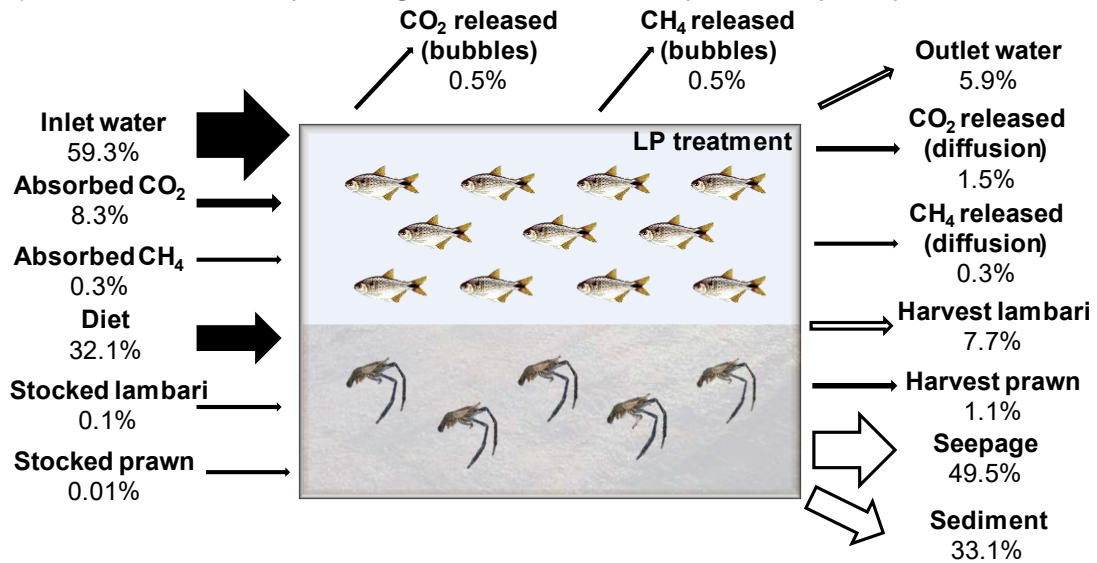 CO₂ released
(bubbles)
0.5%
CH₄ released
(bubbles)
0.5%
Inlet water
59.3%
Absorbed CO₂
8.3%
Absorbed CH₄
0.3%
Diet
32.1%
Stocked lambari
0.1%
Stocked prawn
0.01%
LP treatment
Outlet water
5.9%
CO₂ released
(diffusion)
1.5%
CH₄ released
(diffusion)
0.3%
Harvest lambari
7.7%
Harvest prawn
1.1%
Seepage
49.5%
Sediment
33.1%